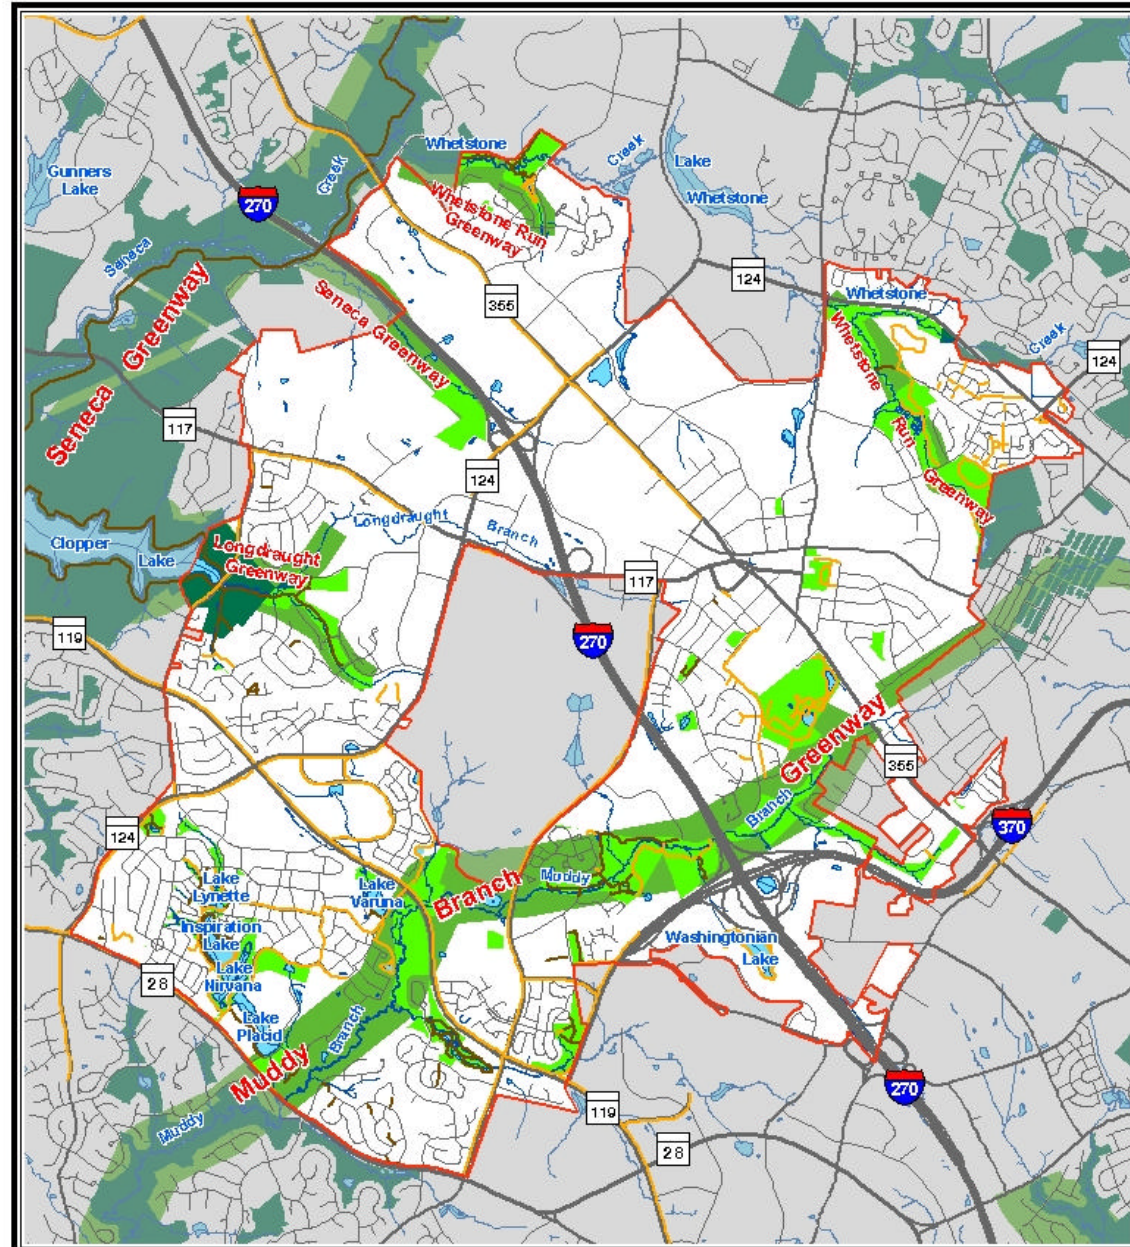 Gunners
Lake
270
Creek
Whetstone
Creek
Lake
Whetstone
Whetstone Run
Greenway
Seneca
Seneca Greenway
Seneca Greenway
355
124
Whetstone
Creek
124
Whetstone
Run
Greenway
117
124
Longdraught
Branch
Clopper
Lake
Longdraught
Greenway
117
119
270
Greenway
355
Branch
370
124
Lake
Lynette
Lake
Varuna
Branch
Muddy
Inspiration
Lake
Lake
Nirvana
Washingtonian
Lake
28
Lake
Placid
Branch
Muddy
Muddy
270
119
28